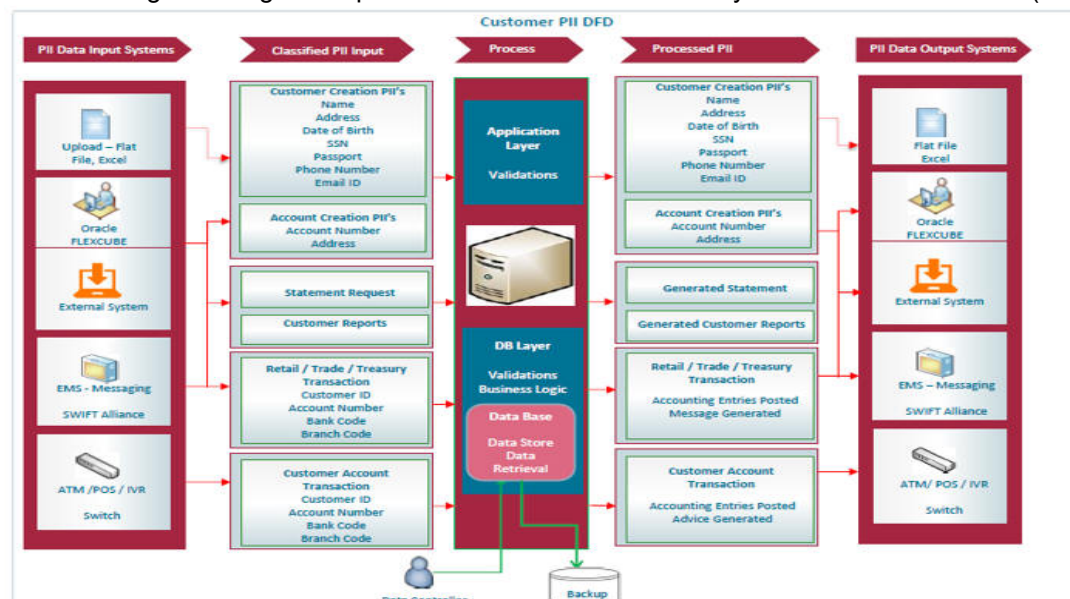 Customer PII DFD
PII Data Input Systems
Classified PII Input
Process
Processed PII
PII Data Output Systems
Upload – Flat
File, Excel
Oracle
FLEXCUBE
External System
EMS - Messaging
SWIFT Alliance
ATM /POS / IVR
Switch
Customer Creation PII's
Name
Address
Date of Birth
SSN
Passport
Phone Number
Email ID
Account Creation PII's
Account Number
Address
Statement Request
Customer Reports
Retail / Trade / Treasury
Transaction
Customer ID
Account Number
Bank Code
Branch Code
Customer Account
Transaction
Customer ID
Account Number
Bank Code
Branch Code
Application
Layer
Validations
DB Layer
Validations
Business Logic
Data Base
Data Store
Data
Retrieval
Customer Creation PII's
Name
Address
Date of Birth
SSN
Passport
Phone Number
Email ID
Account Creation PII's
Account Number
Address
Generated Statement
Generated Customer Reports
Retail / Trade / Treasury
Transaction
Accounting Entries Posted
Message Generated
Customer Account
Transaction
Accounting Entries Posted
Advice Generated
Flat File
Excel
Oracle
FLEXCUBE
External System
EMS – Messaging
SWIFT Alliance
ATM/ POS / IVR
Switch
Data Controller
Backup